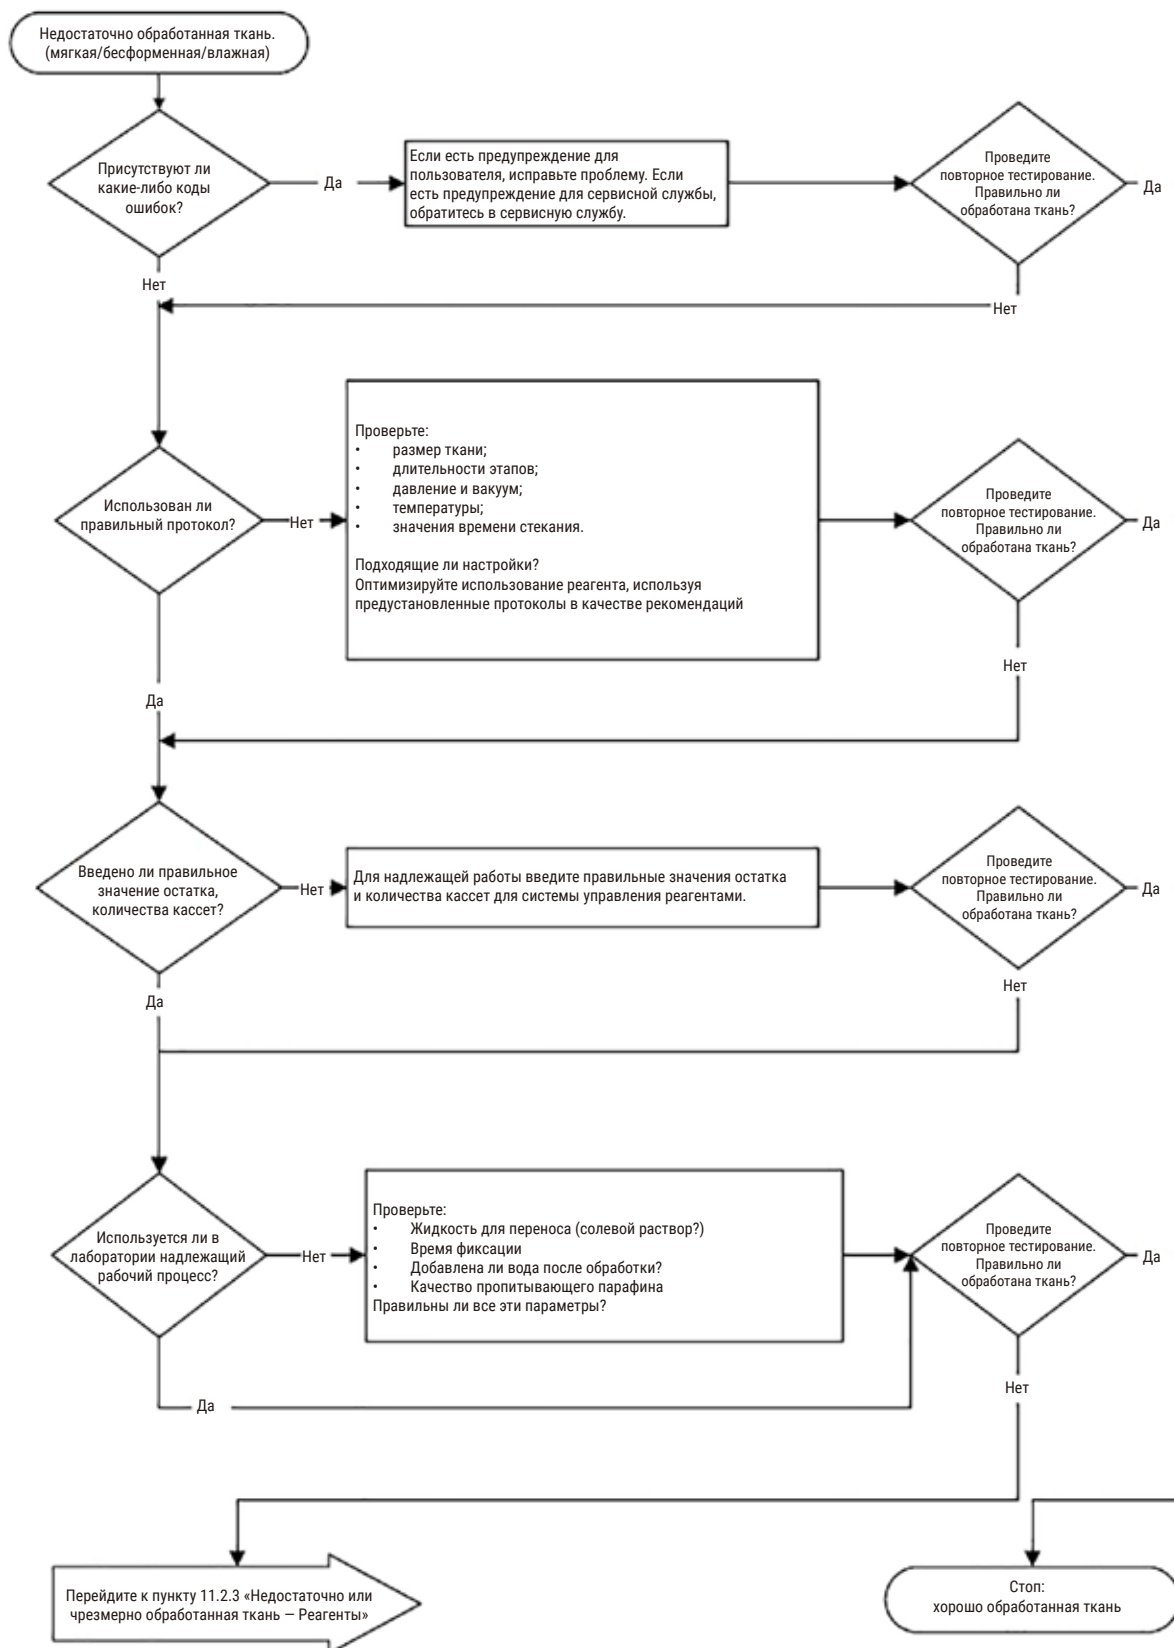 Недостаточно обработанная ткань.
(мягкая/бесформенная/влажная)
Присутствуют ли
какие-либо коды
ошибок?
Да
Если есть предупреждение для
пользователя, исправьте проблему. Если
есть предупреждение для сервисной службы,
обратитесь в сервисную службу.
Проведите
повторное тестирование.
Правильно ли
обработана ткань?
Да
Нет
Нет
Использован ли
правильный протокол?
Нет
Проверьте:
• размер ткани;
• длительности этапов;
• давление и вакуум;
• температуры;
• значения времени стекания.
Подходящие ли настройки?
Оптимизируйте использование реагента, используя
предустановленные протоколы в качестве рекомендаций
Проведите
повторное тестирование.
Правильно ли
обработана ткань?
Да
Нет
Да
Введено ли правильное
значение остатка,
количества кассет?
Нет
Для надлежащей работы введите правильные значения остатка
и количества кассет для системы управления реагентами.
Проведите
повторное тестирование.
Правильно ли
обработана ткань?
Да
Нет
Да
Используется ли в
лаборатории надлежащий
рабочий процесс?
Нет
Проверьте:
• Жидкость для переноса (солевой раствор?)
• Время фиксации
• Добавлена ли вода после обработки?
• Качество пропитывающего парафина
Правильны ли все эти параметры?
Проведите
повторное тестирование.
Правильно ли
обработана ткань?
Да
Нет
Да
Перейдите к пункту 11.2.3 «Недостаточно или
чрезмерно обработанная ткань — Реагенты»
Стоп:
хорошо обработанная ткань